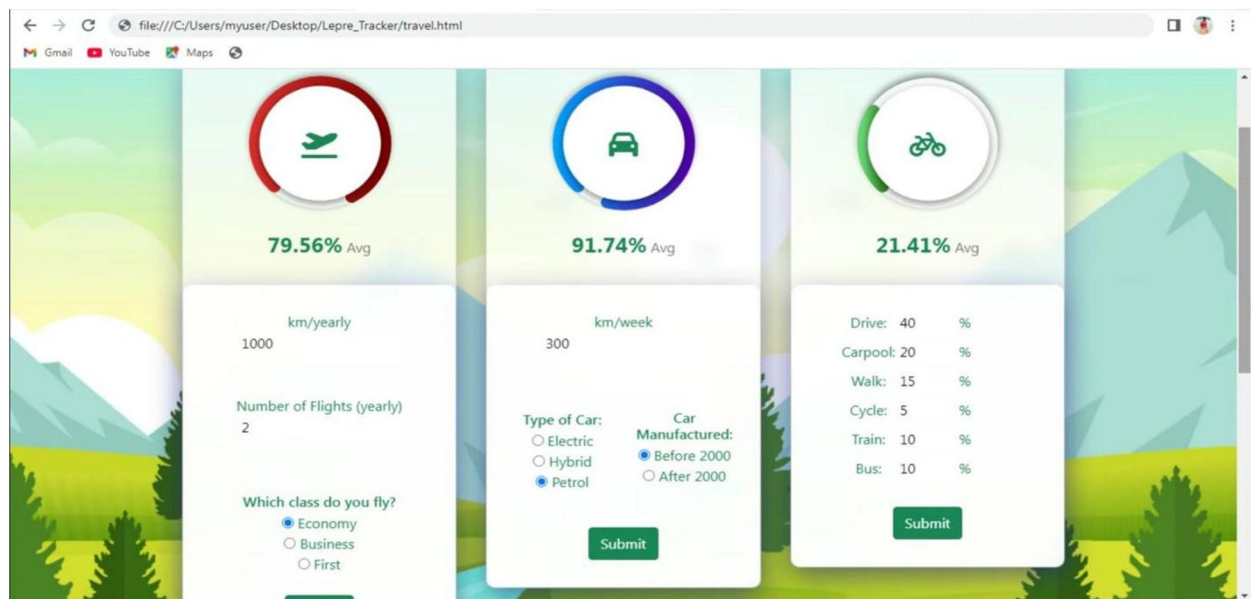 file:///C:/Users/myuser/Desktop/Lepre_Tracker/travel.html
Gmail YouTube Maps
79.56% Avg
km/yearly
1000
Number of Flights (yearly)
2
Which class do you fly?
Economy
Business
First
91.74% Avg
km/week
300
Type of Car:
Electric
Hybrid
Petrol
Car
Manufactured:
Before 2000
After 2000
Submit
21.41% Avg
Drive: 40 %
Carpool: 20 %
Walk: 15 %
Cycle: 5 %
Train: 10 %
Bus: 10 %
Submit